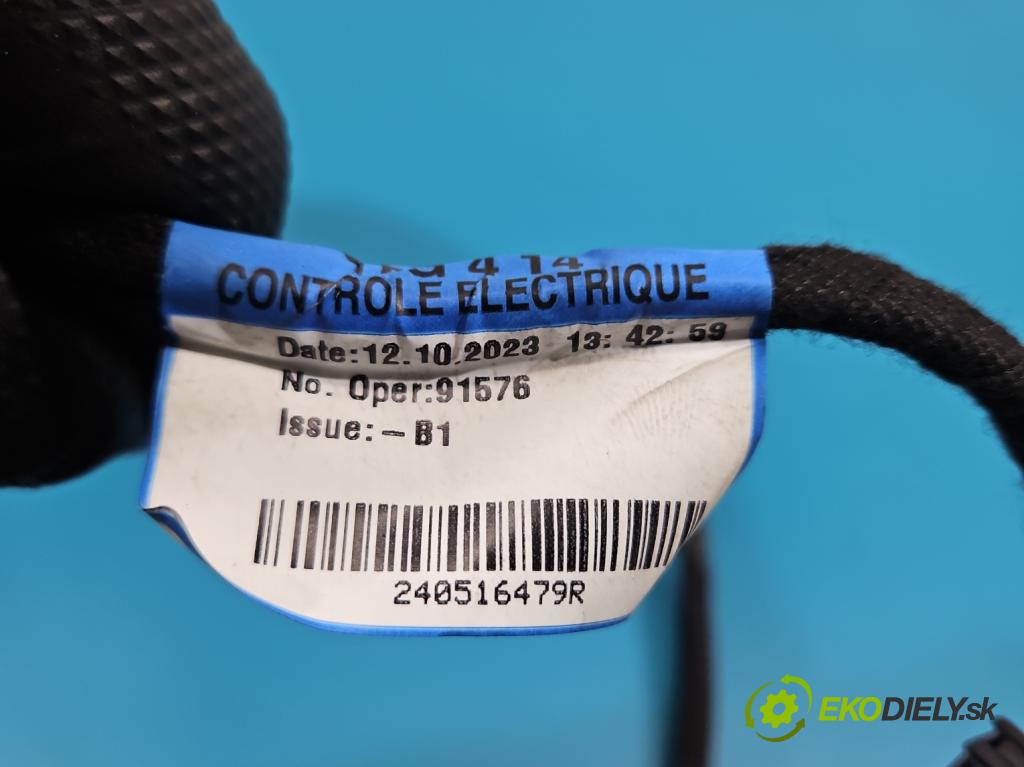 CONTROLE ELECTRIQUE
Date:12.10.2023 13:42:59
No. Oper:91576
Issue:-B1
240516479R
EKODIELY.sk